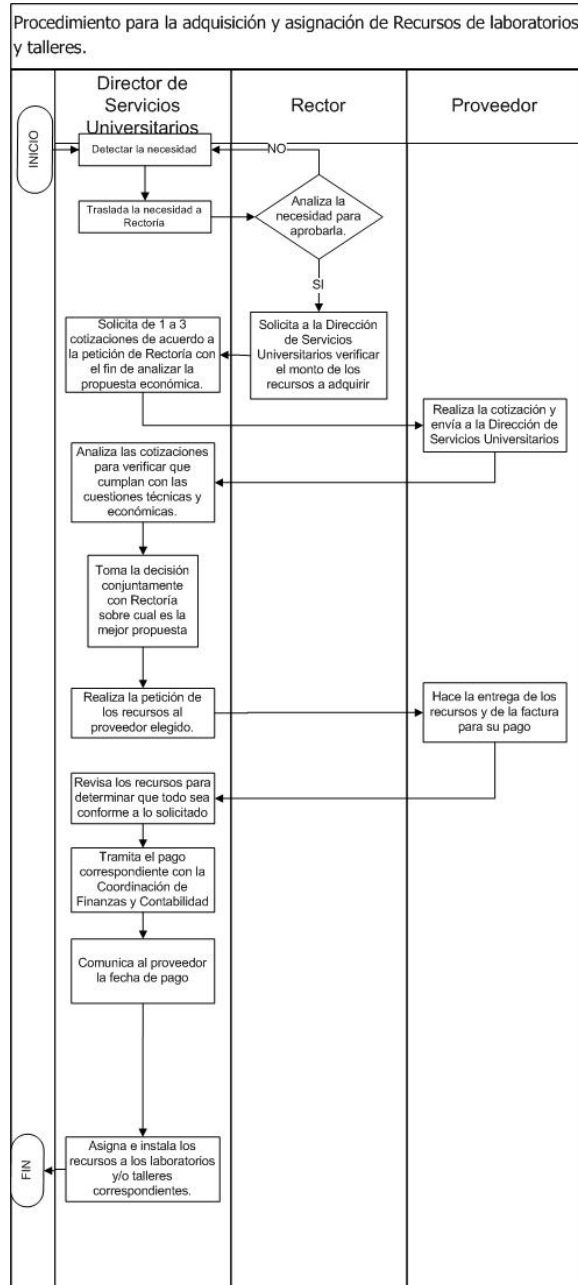 Procedimiento para la adquisición y asignación de Recursos de laboratorios
y talleres.
Director de
Servicios
Universitarios
Rector
Proveedor
INICIO
Detectar la necesidad
NO
Traslada la necesidad a
Rectoría
Analiza la
necesidad para
aprobarla.
SI
Solicita a la Dirección
de Servicios
Universitarios verificar
el monto de los
recursos a adquirir
Solicita de 1 a 3
cotizaciones de acuerdo a
la petición de Rectoría con
el fin de analizar la
propuesta económica.
Realiza la cotización y
envía a la Dirección de
Servicios Universitarios
Analiza las cotizaciones
para verificar que
cumplan con las
cuestiones técnicas y
económicas.
Toma la decisión
conjuntamente
con Rectoría
sobre cual es la
mejor propuesta
Realiza la petición de
los recursos al
proveedor elegido.
Hace la entrega de los
recursos y de la factura
para su pago
Revisa los recursos para
determinar que todo sea
conforme a lo solicitado
Tramita el pago
correspondiente con la
Coordinación de
Finanzas y Contabilidad
Comunica al proveedor
la fecha de pago
Asigna e instala los
recursos a los laboratorios
y/o talleres
correspondientes.
FIN